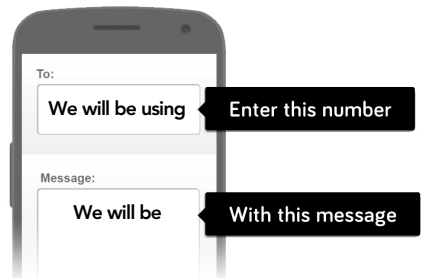 To:
We will be using
Enter this number
Message:
We will be
With this message